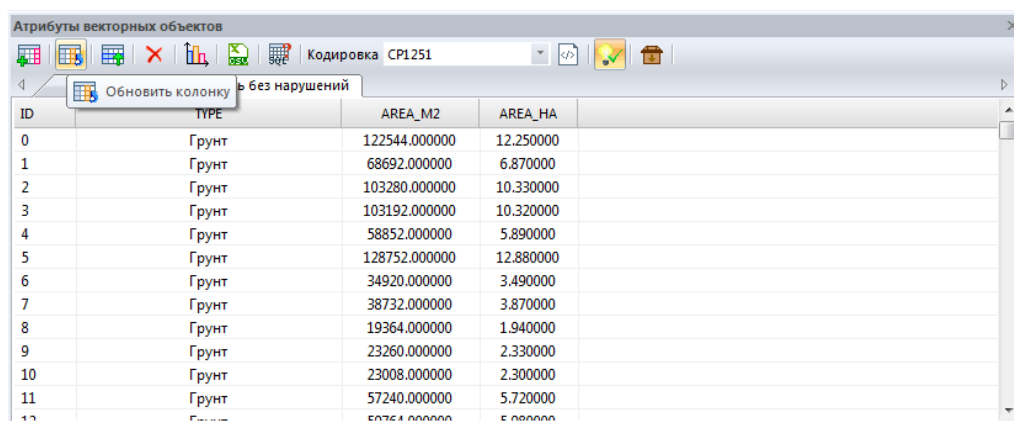 Атрибуты векторных объектов
Кодировка CP1251
Обновить колонку
ь без нарушений
ID TYPE AREA_M2 AREA_HA
0 Грунт 122544.000000 12.250000
1 Грунт 68692.000000 6.870000
2 Грунт 103280.000000 10.330000
3 Грунт 103192.000000 10.320000
4 Грунт 58852.000000 5.890000
5 Грунт 128752.000000 12.880000
6 Грунт 34920.000000 3.490000
7 Грунт 38732.000000 3.870000
8 Грунт 19364.000000 1.940000
9 Грунт 23260.000000 2.330000
10 Грунт 23008.000000 2.300000
11 Грунт 57240.000000 5.720000